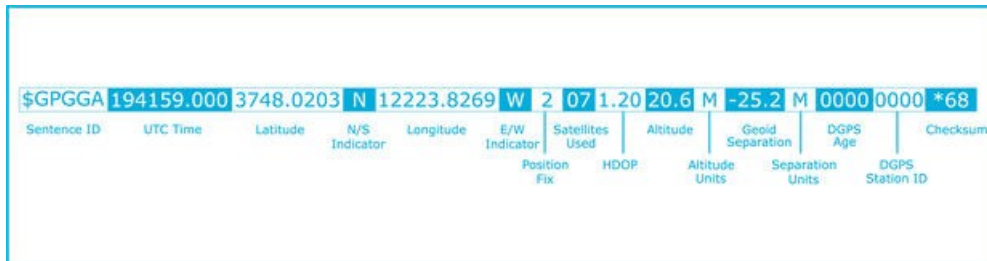 $GPGGA 194159.000 3748.0203 N 12223.8269 W 2 07 1.20 20.6 M -25.2 M 0000 0000 *68
Sentence ID UTC Time Latitude N/S Longitude E/W Satellites Altitude Geoid DGPS Checksum
Indicator Indicator Used Separation Age
Position HDOP Altitude Separation DGPS
Fix Units Units Station ID